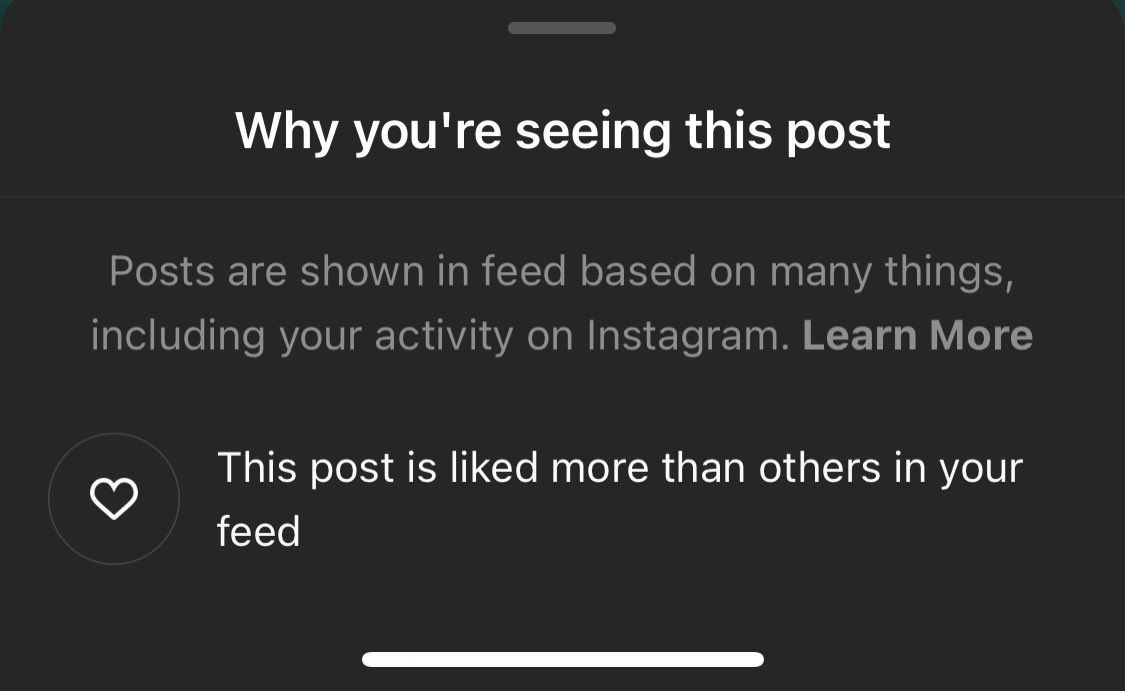 Why you're seeing this post
Posts are shown in feed based on many things,
including your activity on Instagram. Learn More
This post is liked more than others in your
feed